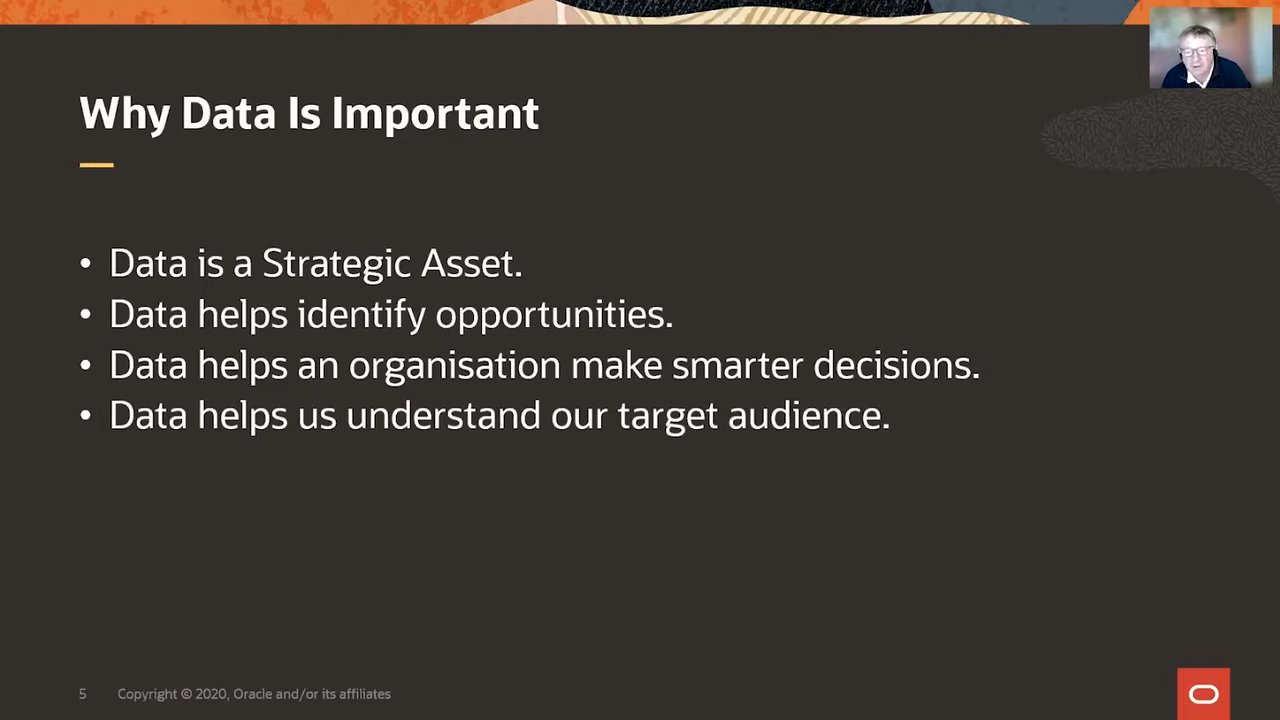 Why Data Is Important
• Data is a Strategic Asset.
• Data helps identify opportunities.
• Data helps an organisation make smarter decisions.
• Data helps us understand our target audience.
5 Copyright © 2020, Oracle and/or its affiliates